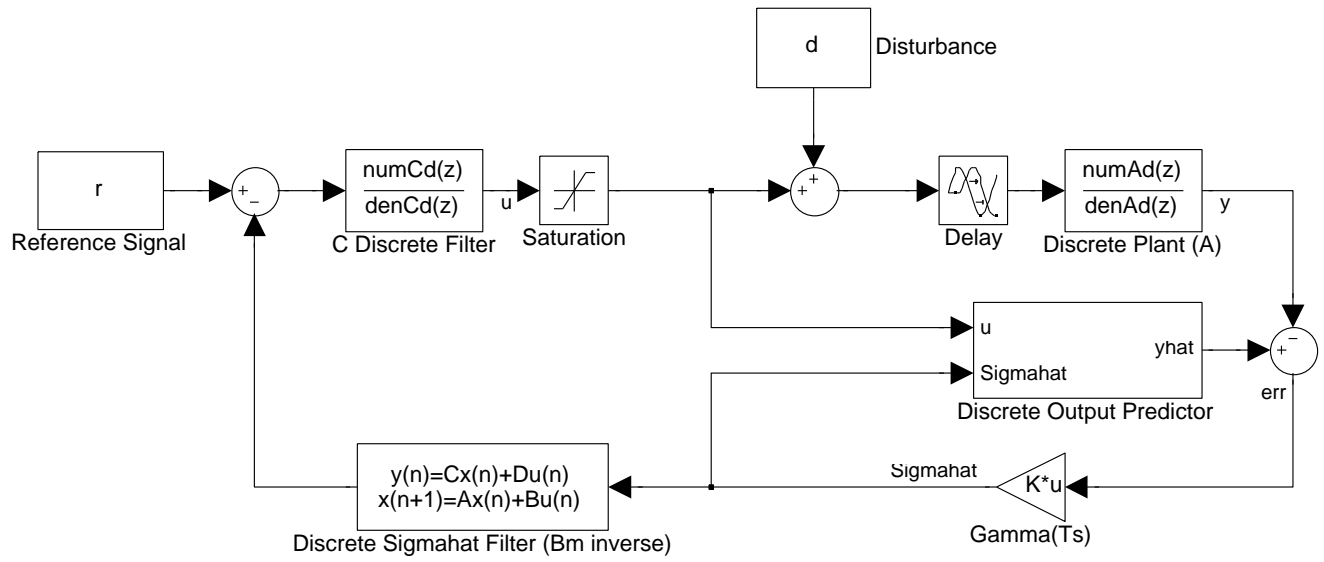 d
Disturbance
r
Reference Signal
+
−
numCd(z)
denCd(z)
C Discrete Filter
u
Saturation
+
+
Delay
numAd(z)
denAd(z)
Discrete Plant (A)
y
u
Sigmahat
yhat
Discrete Output Predictor
−
+
err
y(n)=Cx(n)+Du(n)
x(n+1)=Ax(n)+Bu(n)
Discrete Sigmahat Filter (Bm inverse)
Sigmahat
K*u
Gamma(Ts)